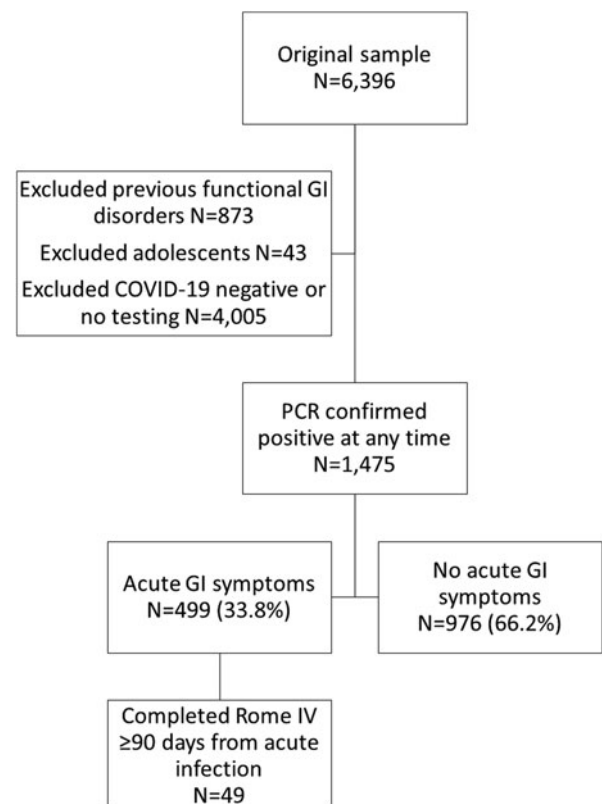 Original sample
N=6,396
Excluded previous functional GI
disorders N=873
Excluded adolescents N=43
Excluded COVID-19 negative or
no testing N=4,005
PCR confirmed
positive at any time
N=1,475
Acute GI symptoms
N=499 (33.8%)
No acute GI
symptoms
N=976 (66.2%)
Completed Rome IV
≥90 days from acute
infection
N=49